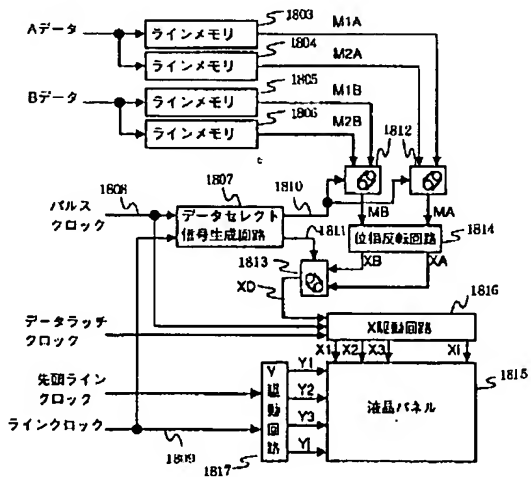 Aデータ
ラインメモリ
1803
M1A
ラインメモリ
1804
M2A
Bデータ
ラインメモリ
1805
M1B
ラインメモリ
1806
M2B
1812
1807
1808
1810
パルス
クロック
データセレクト
信号生成回路
MB
MA
1811
位相反転回路
1814
1813
XB
XA
XD
1816
データラッチ
クロック
X駆動回路
X1
X2
X3
Xi
1815
先頭ライン
クロック
Y駆動回路
Y1
Y2
Y3
Yj
液晶パネル
ラインクロック
1809
1817